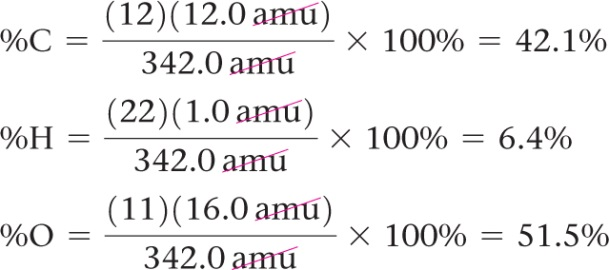 %C = (12)(12.0 amu) / 342.0 amu × 100% = 42.1%
%H = (22)(1.0 amu) / 342.0 amu × 100% = 6.4%
%O = (11)(16.0 amu) / 342.0 amu × 100% = 51.5%